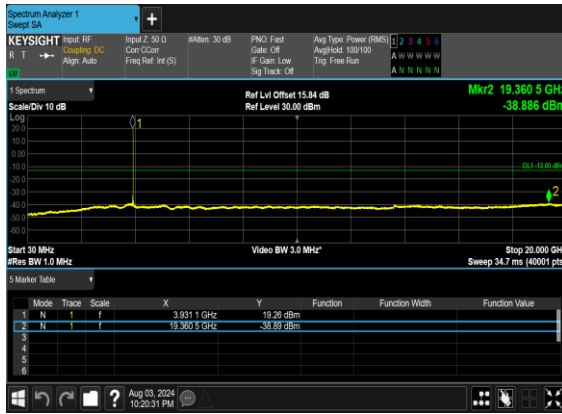 Spectrum Analyzer 1
Swept SA
+
KEYSIGHT Input: RF Input Z: 50 Ω #Atten: 30 dB PNO: Fast Avg Type: Power (RMS) 1 2 3 4 5 6
R T Coupling: DC Corr CCorr Gate: Off Avg|Hold: 100/100 A W W W W W
Align: Auto Freq Ref: Int (S) IF Gain: Low Trig: Free Run
Sig Track: Off A N N N N N
1 Spectrum
Scale/Div 10 dB Ref Lvl Offset 15.84 dB Mkr2 19.360 5 GHz
Ref Level 30.00 dBm -38.886 dBm
Log
1
20.0
10.0
0.00
-10.0 DL1 -13.00 dBm
-20.0
-30.0 2
-40.0
-50.0
-60.0
Start 30 MHz Video BW 3.0 MHz* Stop 20.000 GH
#Res BW 1.0 MHz Sweep 34.7 ms (40001 pts
5 Marker Table
Mode Trace Scale X Y Function Function Width Function Value
1 N 1 f 3.931 1 GHz 19.26 dBm
2 N 1 f 19.360 5 GHz -38.89 dBm
3
4
5
6
? Aug 03, 2024
10:20:31 PM